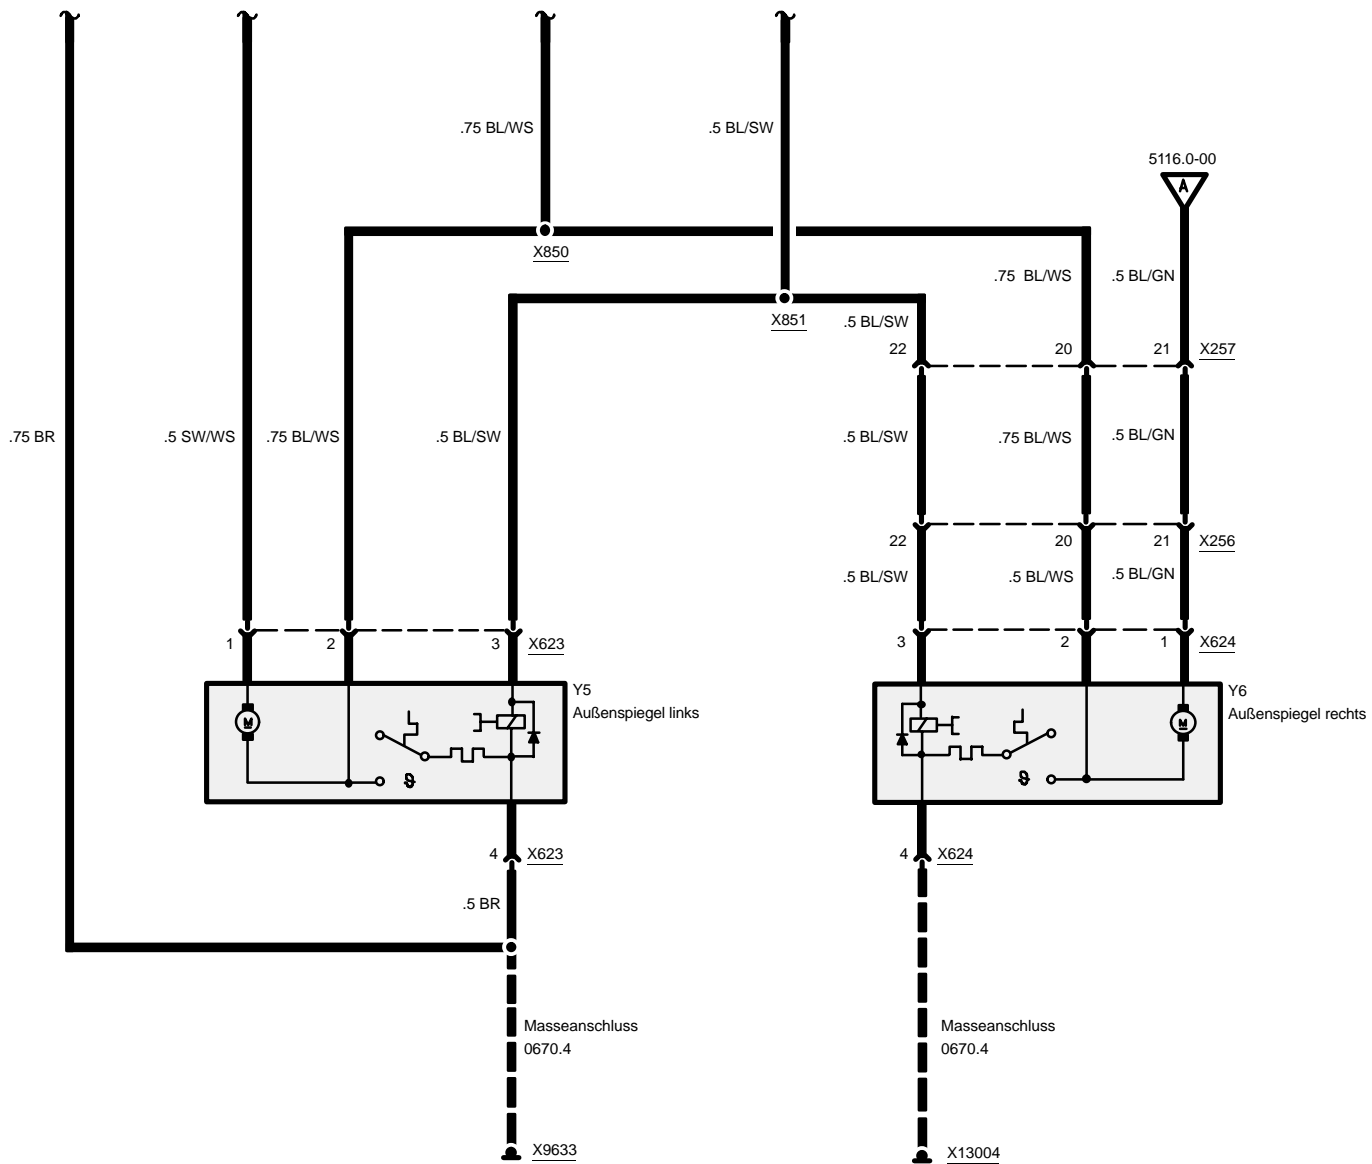 .75 BL/WS
.5 BL/SW
5116.0-00
A
X850
.75 BL/WS
.5 BL/GN
X851
.5 BL/SW
22
20
21
X257
.75 BR
.5 SW/WS
.75 BL/WS
.5 BL/SW
.5 BL/SW
.75 BL/WS
.5 BL/GN
22
20
21
X256
.5 BL/SW
.5 BL/WS
.5 BL/GN
1
2
3
X623
3
2
1
X624
Y5
Außenspiegel links
Y6
Außenspiegel rechts
M
M
ϑ
ϑ
4
X623
4
X624
.5 BR
Masseanschluss
0670.4
Masseanschluss
0670.4
X9633
X13004